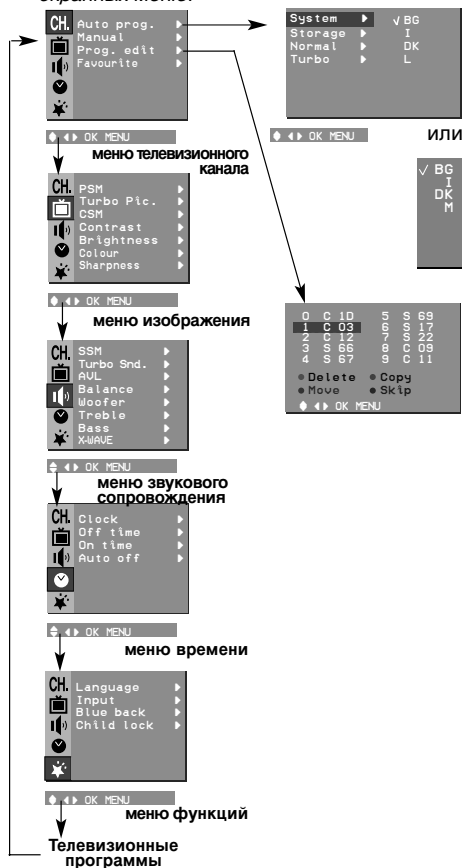 экранных меню.
CH.
Auto prog.
Manual
Prog. edit
Favourite
OK MENU
меню телевизионного
канала
System
Storage
Normal
Turbo
√ BG
I
DK
L
OK MENU
или
√ BG
I
DK
M
CH.
PSM
Turbo Pic.
CSM
Contrast
Brightness
Colour
Sharpness
OK MENU
меню изображения
0 C 1D 5 S 69
1 C 03 6 S 17
2 C 12 7 S 22
3 S 66 8 C 09
4 S 67 9 C 11
Delete Copy
Move Skip
OK MENU
CH.
SSM
Turbo Snd.
AVL
Balance
Woofer
Treble
Bass
X-WAVE
OK MENU
меню звукового
сопровождения
CH.
Clock
Off time
On time
Auto off
OK MENU
меню времени
CH.
Language
Input
Blue back
Child lock
OK MENU
меню функций
Телевизионные
программы